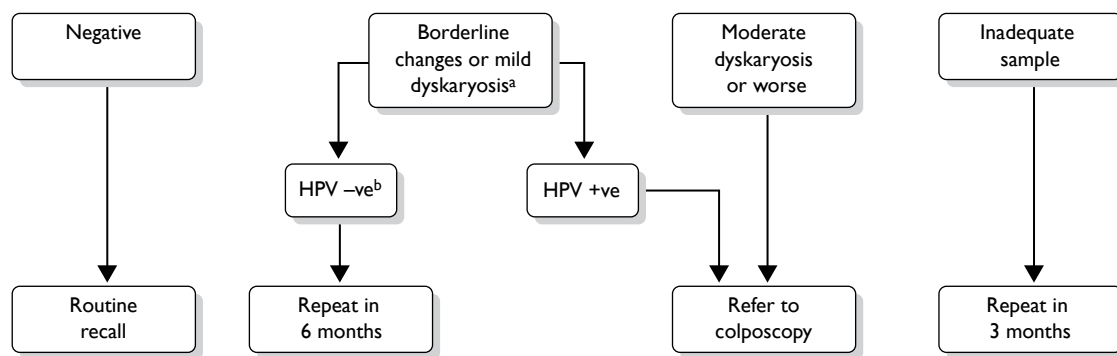 Negative
Borderline
changes or mild
dyskaryosisᵃ
Moderate
dyskaryosis
or worse
Inadequate
sample
HPV –veᵇ
HPV +ve
Routine
recall
Repeat in
6 months
Refer to
colposcopy
Repeat in
3 months